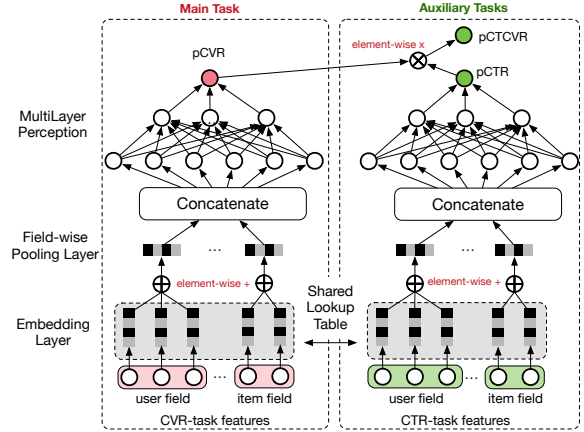 Main Task
Auxiliary Tasks
pCTCVR
element-wise x
pCVR
pCTR
MultiLayer
Perception
Concatenate
Concatenate
Field-wise
Pooling Layer
...
...
element-wise +
element-wise +
Shared
Lookup
Table
Embedding
Layer
...
...
user field
item field
user field
item field
CVR-task features
CTR-task features